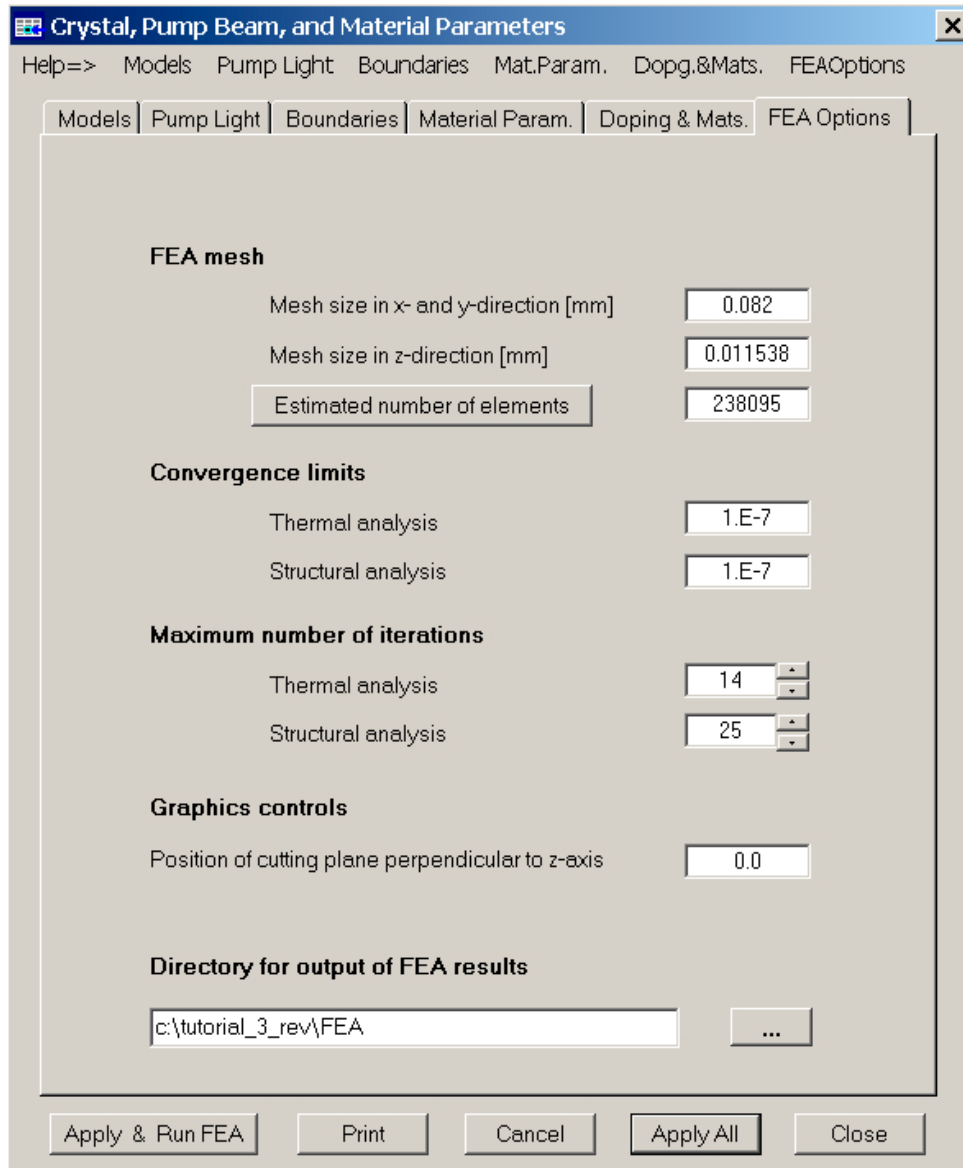 Crystal, Pump Beam, and Material Parameters
Help=> Models Pump Light Boundaries Mat.Param. Dopg.&Mats. FEAOptions
Models Pump Light Boundaries Material Param. Doping & Mats. FEA Options
FEA mesh
Mesh size in x- and y-direction [mm] 0.082
Mesh size in z-direction [mm] 0.011538
Estimated number of elements 238095
Convergence limits
Thermal analysis 1.E-7
Structural analysis 1.E-7
Maximum number of iterations
Thermal analysis 14
Structural analysis 25
Graphics controls
Position of cutting plane perpendicular to z-axis 0.0
Directory for output of FEA results
c:\tutorial_3_rev\FEA ...
Apply & Run FEA Print Cancel Apply All Close